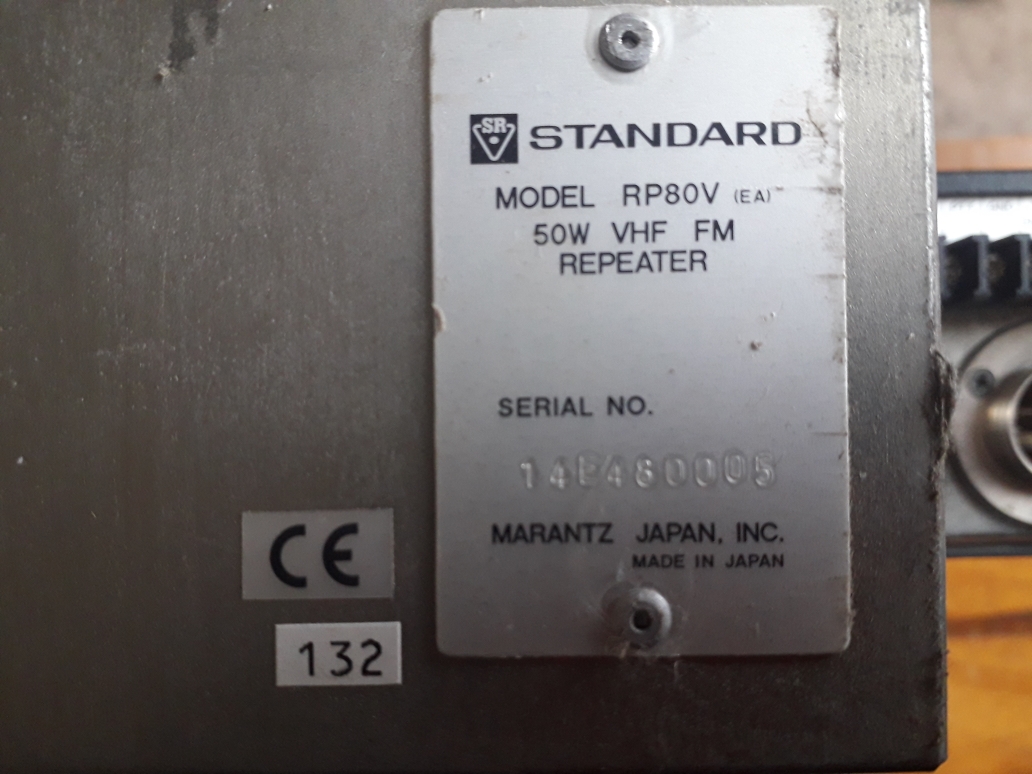 SR STANDARD
MODEL RP80V (EA)
50W VHF FM
REPEATER
SERIAL NO.
14E460005
MARANTZ JAPAN, INC.
MADE IN JAPAN
CE
132